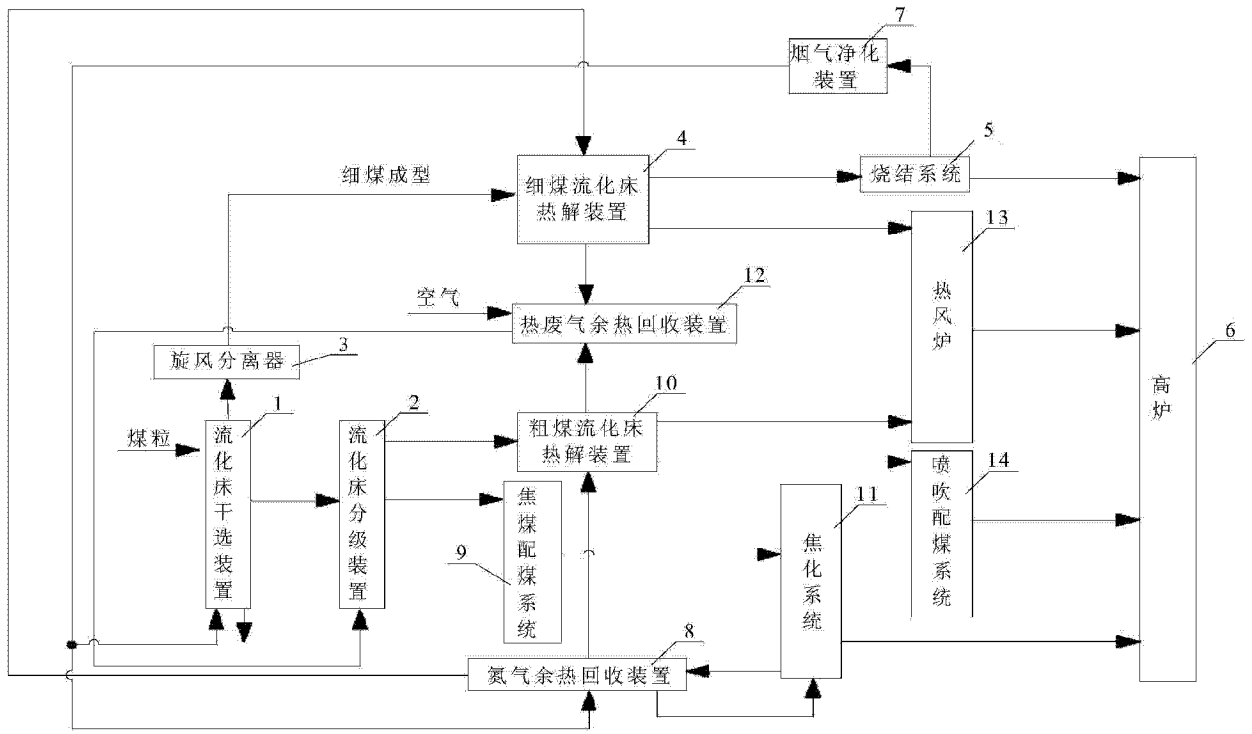 7
烟气净化
装置
4
5
细煤成型
细煤流化床
热解装置
烧结系统
13
12
空气
热废气余热回收装置
热风炉
6
旋风分离器
3
高炉
1
2
10
煤粒
流化床干选装置
流化床分级装置
粗煤流化床
热解装置
14
11
喷吹配煤系统
焦煤配煤系统
9
焦化系统
8
氮气余热回收装置